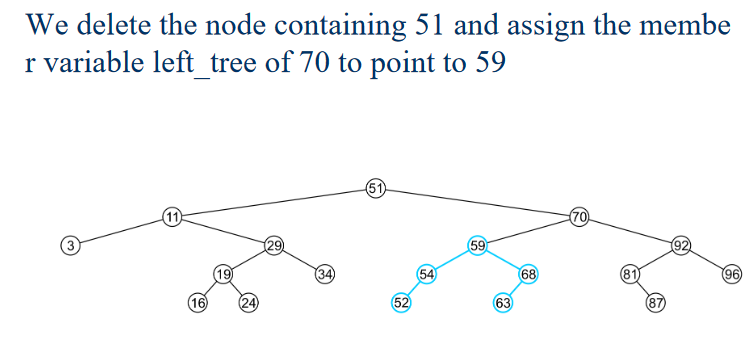 We delete the node containing 51 and assign the membe
r variable left_tree of 70 to point to 59
51
11 70
3 29 59 92
19 34 54 68 81 96
16 24 52 63 87